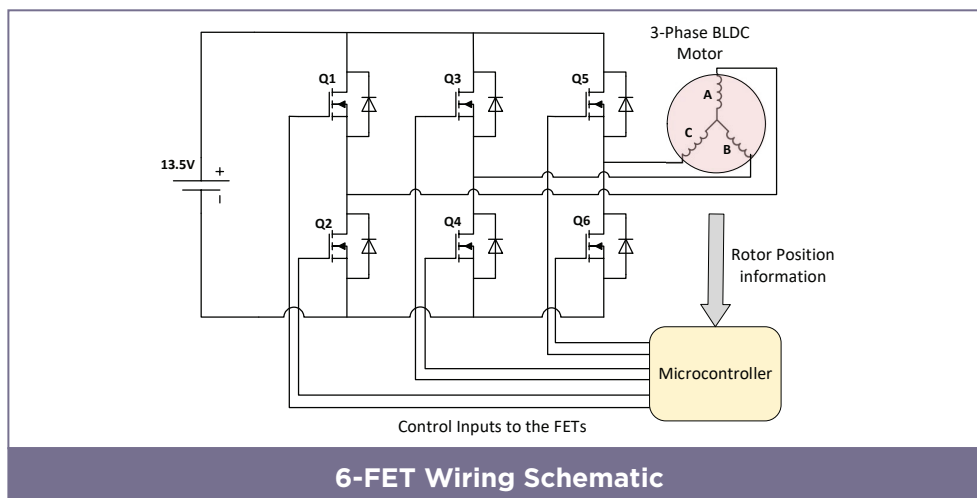 3-Phase BLDC
Motor
Q1
Q3
Q5
A
C
B
13.5V
+
–
Q2
Q4
Q6
Rotor Position
information
Microcontroller
Control Inputs to the FETs
6-FET Wiring Schematic